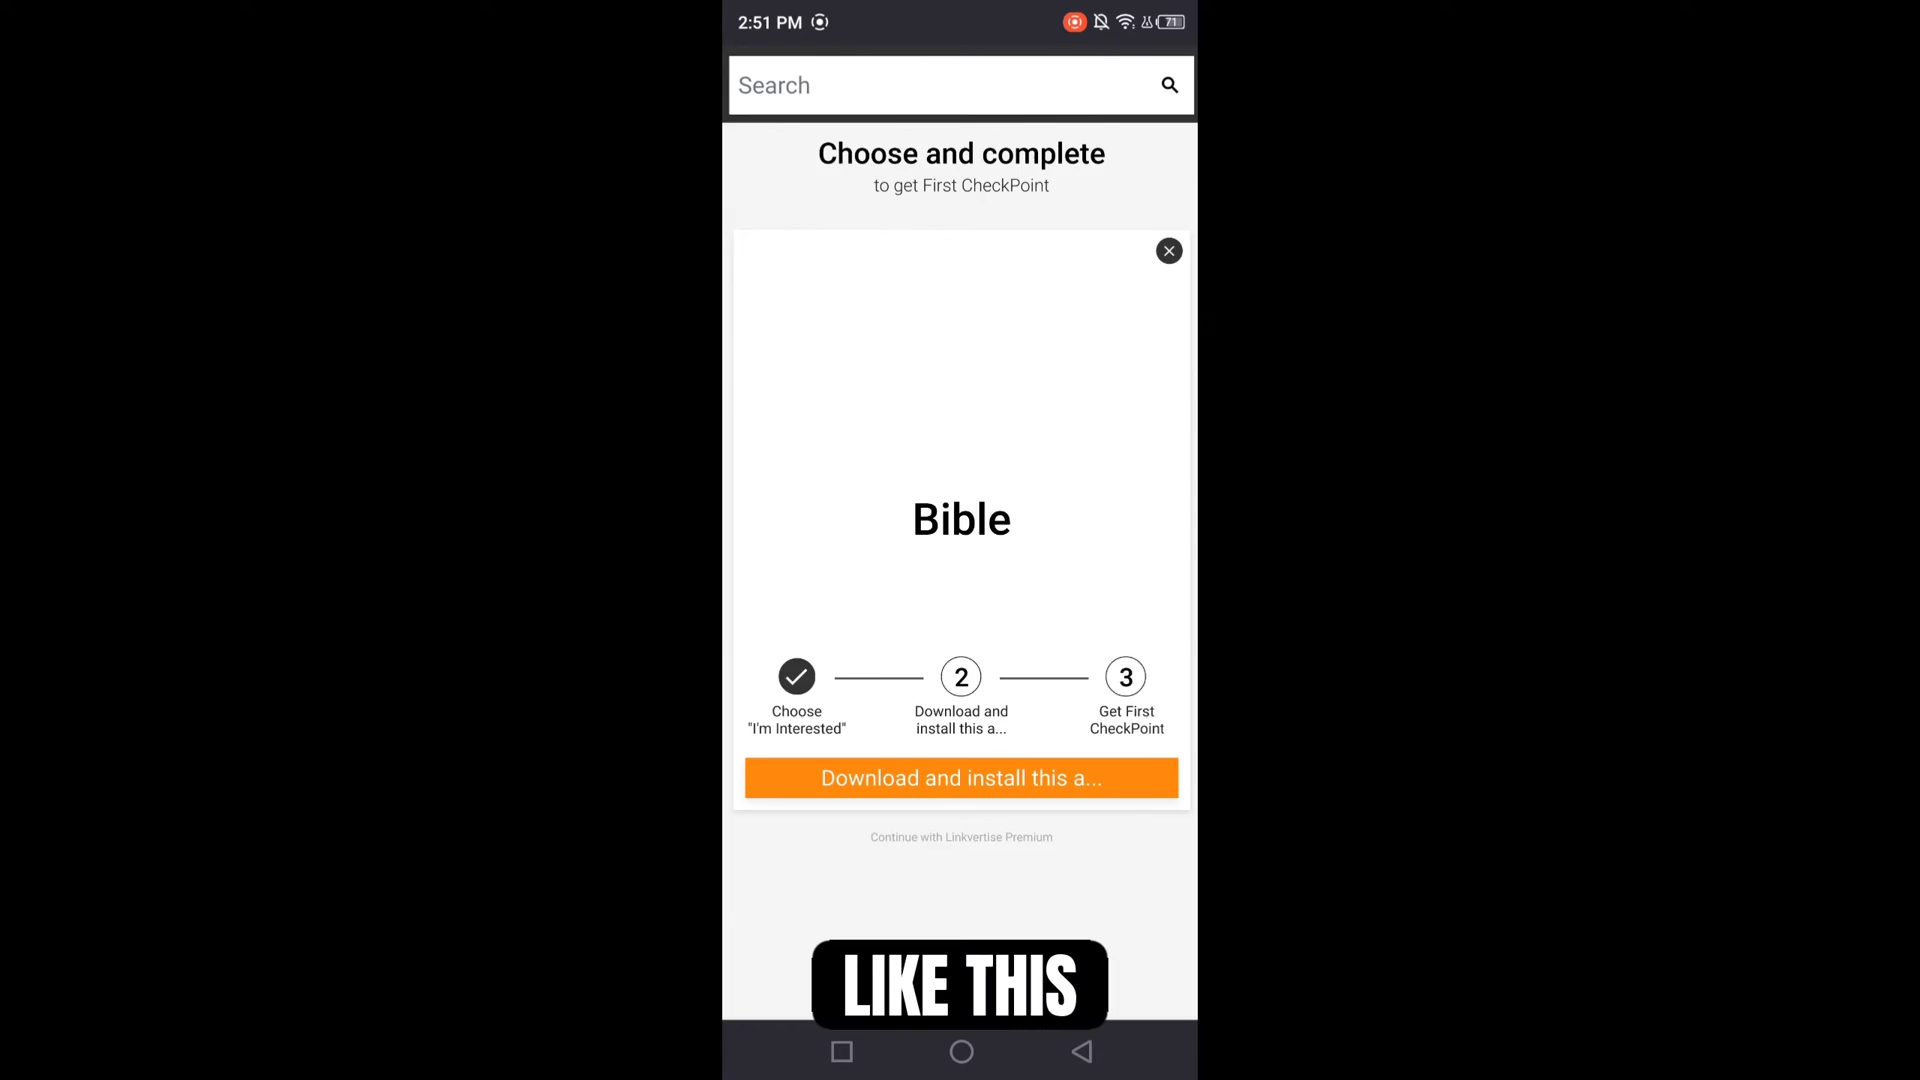 2:51 PM
71
Search
Choose and complete
to get First CheckPoint
Bible
2
3
Choose
"I'm Interested"
Download and
install this a...
Get First
CheckPoint
Download and install this a...
Continue with Linkvertise Premium
LIKE THIS